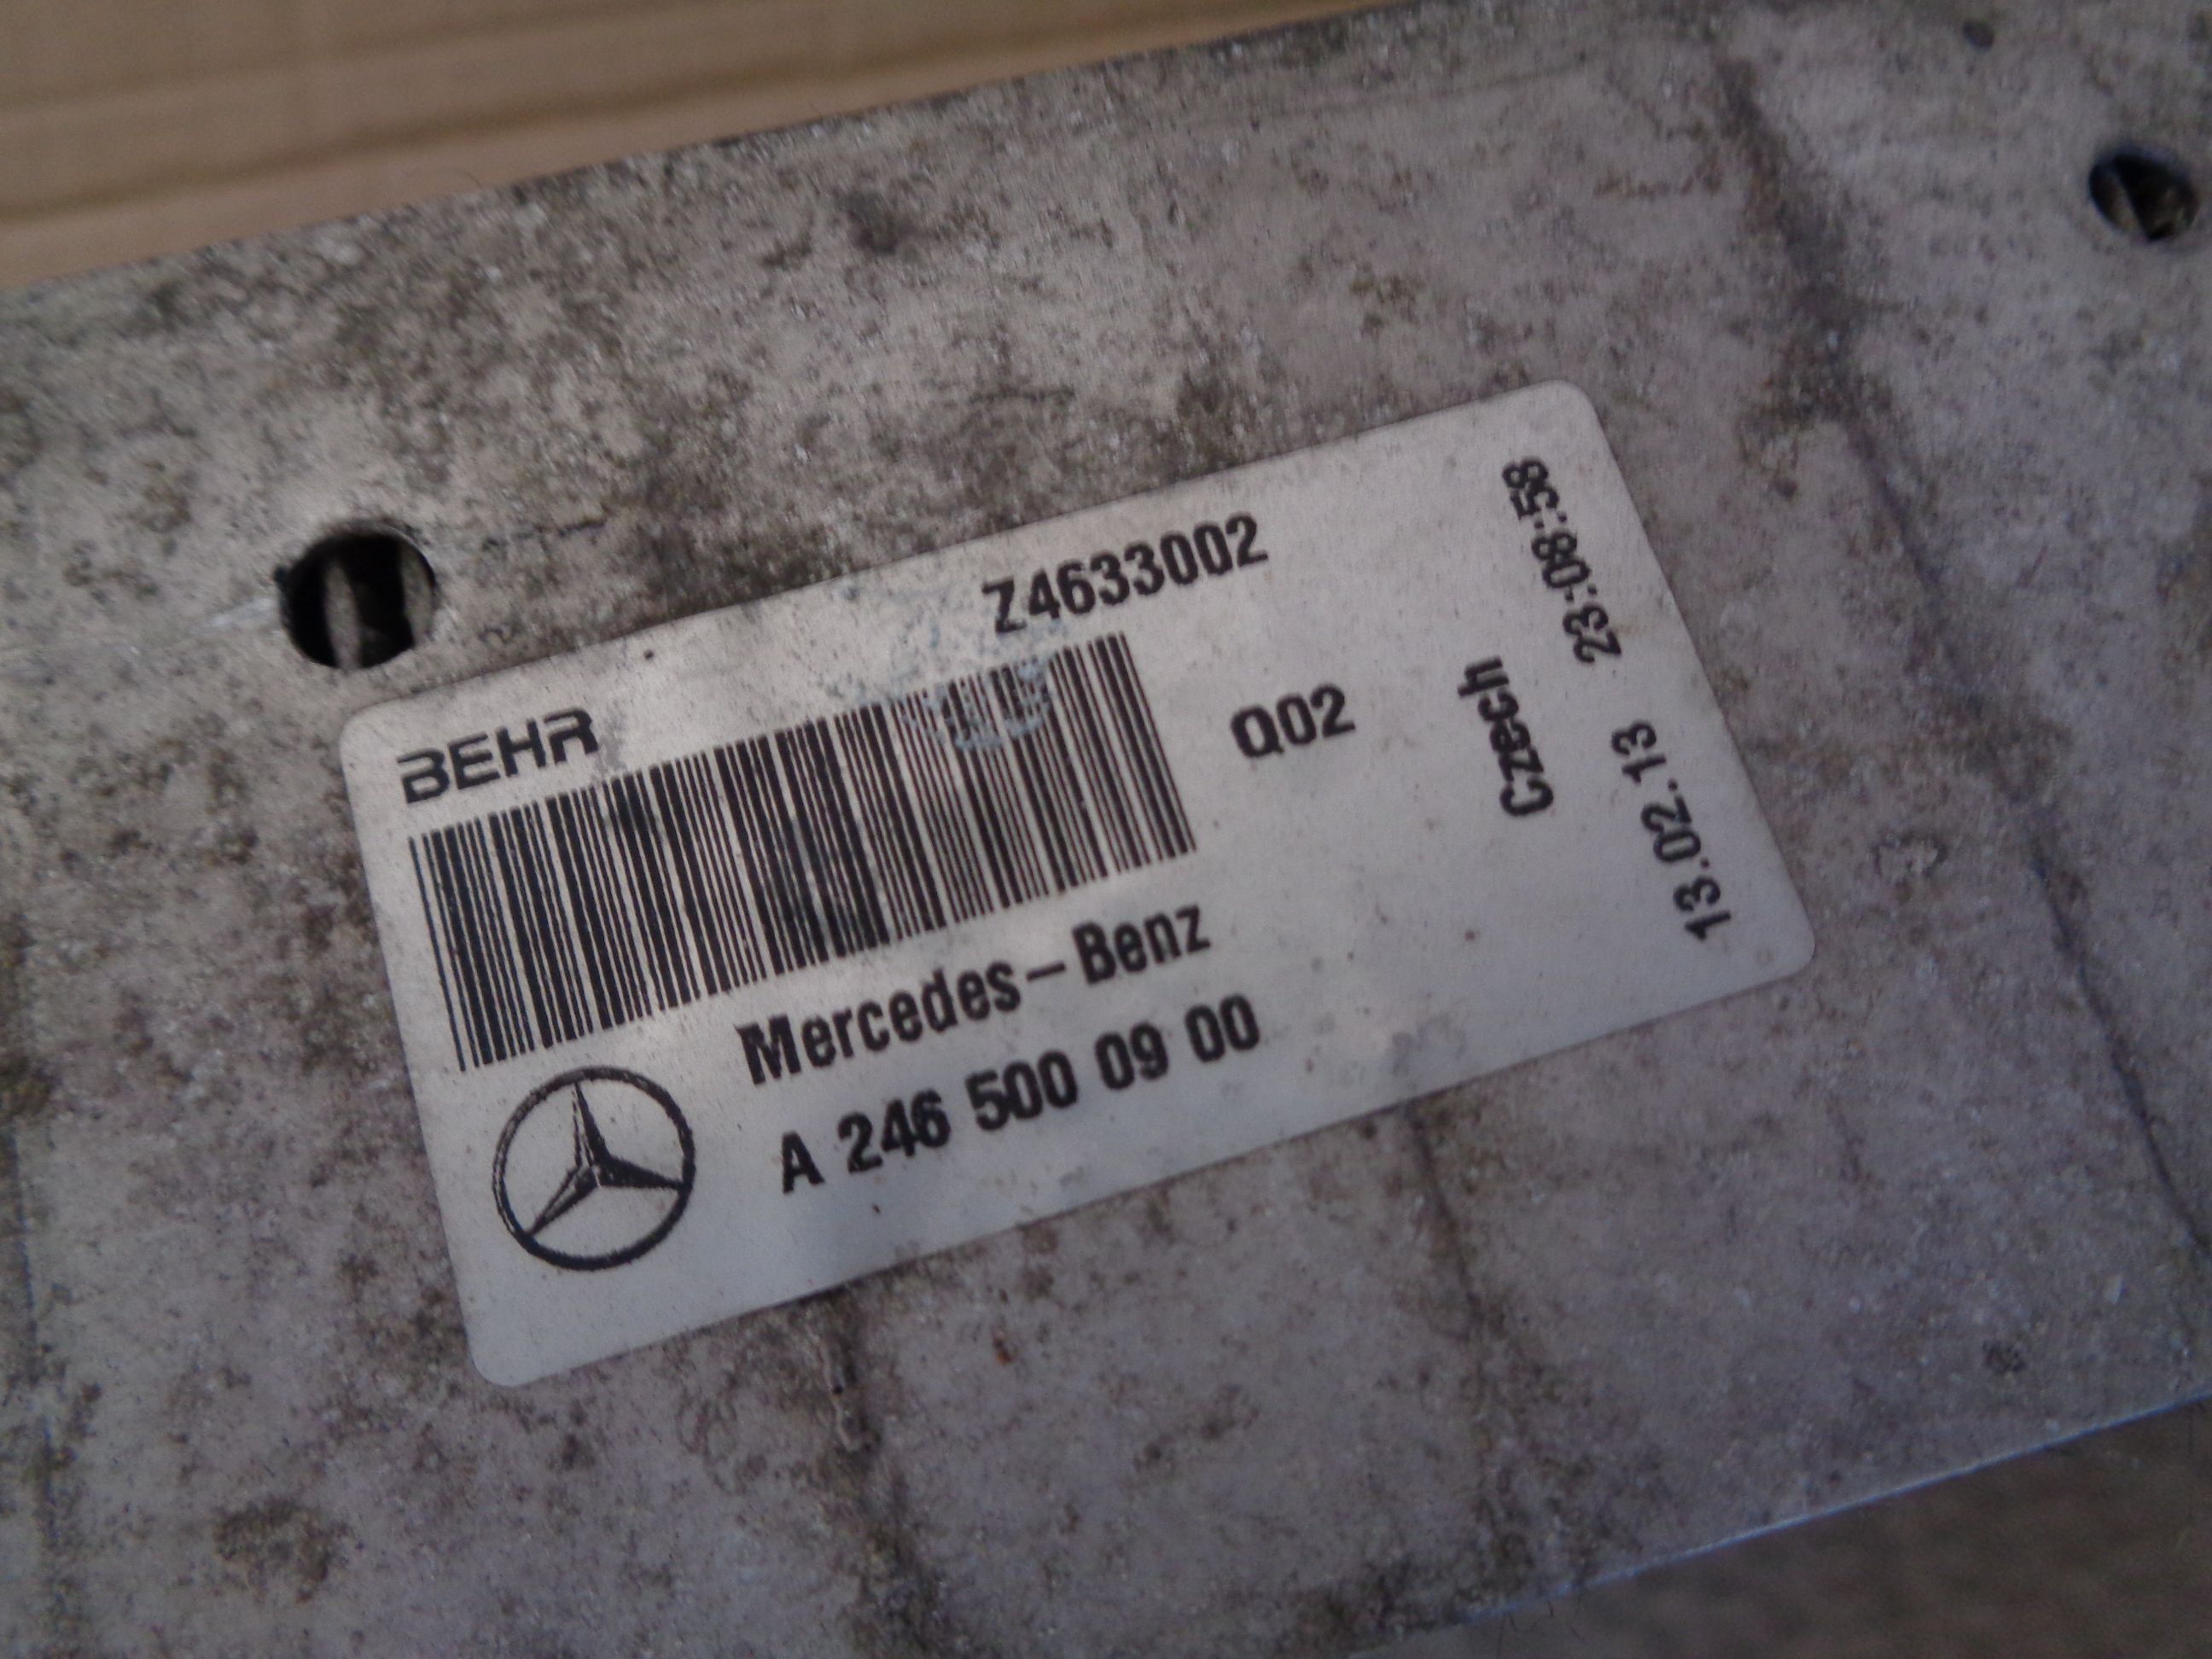 Z4633002
BEHR
Q02
Mercedes-Benz
A 246 500 09 00
Czech
13.02.13 23:08:58